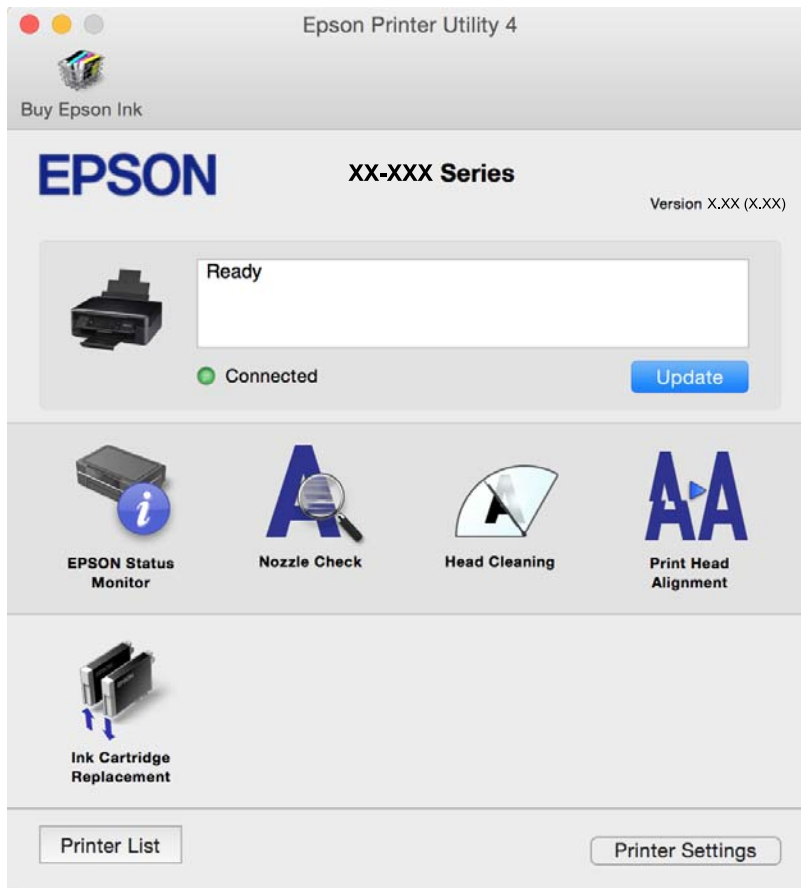 Epson Printer Utility 4
Buy Epson Ink
EPSON
XX-XXX Series
Version X.XX (X.XX)
Ready
Connected
Update
EPSON Status
Monitor
Nozzle Check
Head Cleaning
Print Head
Alignment
Ink Cartridge
Replacement
Printer List
Printer Settings